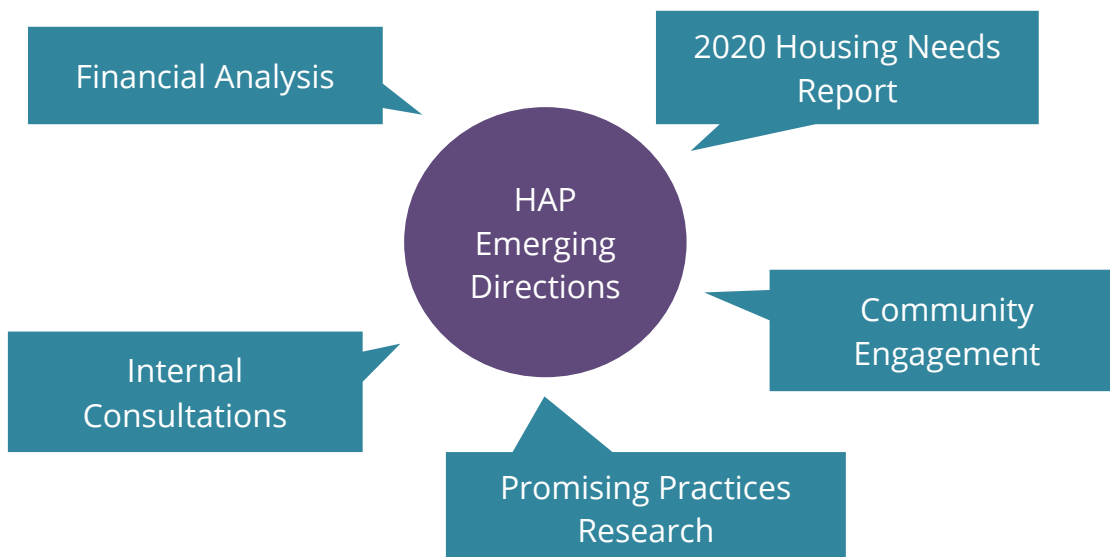 Financial Analysis
2020 Housing Needs
Report
HAP
Emerging
Directions
Community
Engagement
Internal
Consultations
Promising Practices
Research